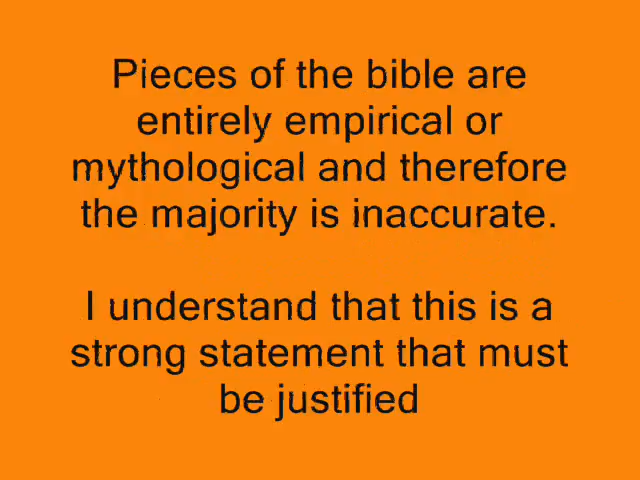 Pieces of the bible are
entirely empirical or
mythological and therefore
the majority is inaccurate.
I understand that this is a
strong statement that must
be justified